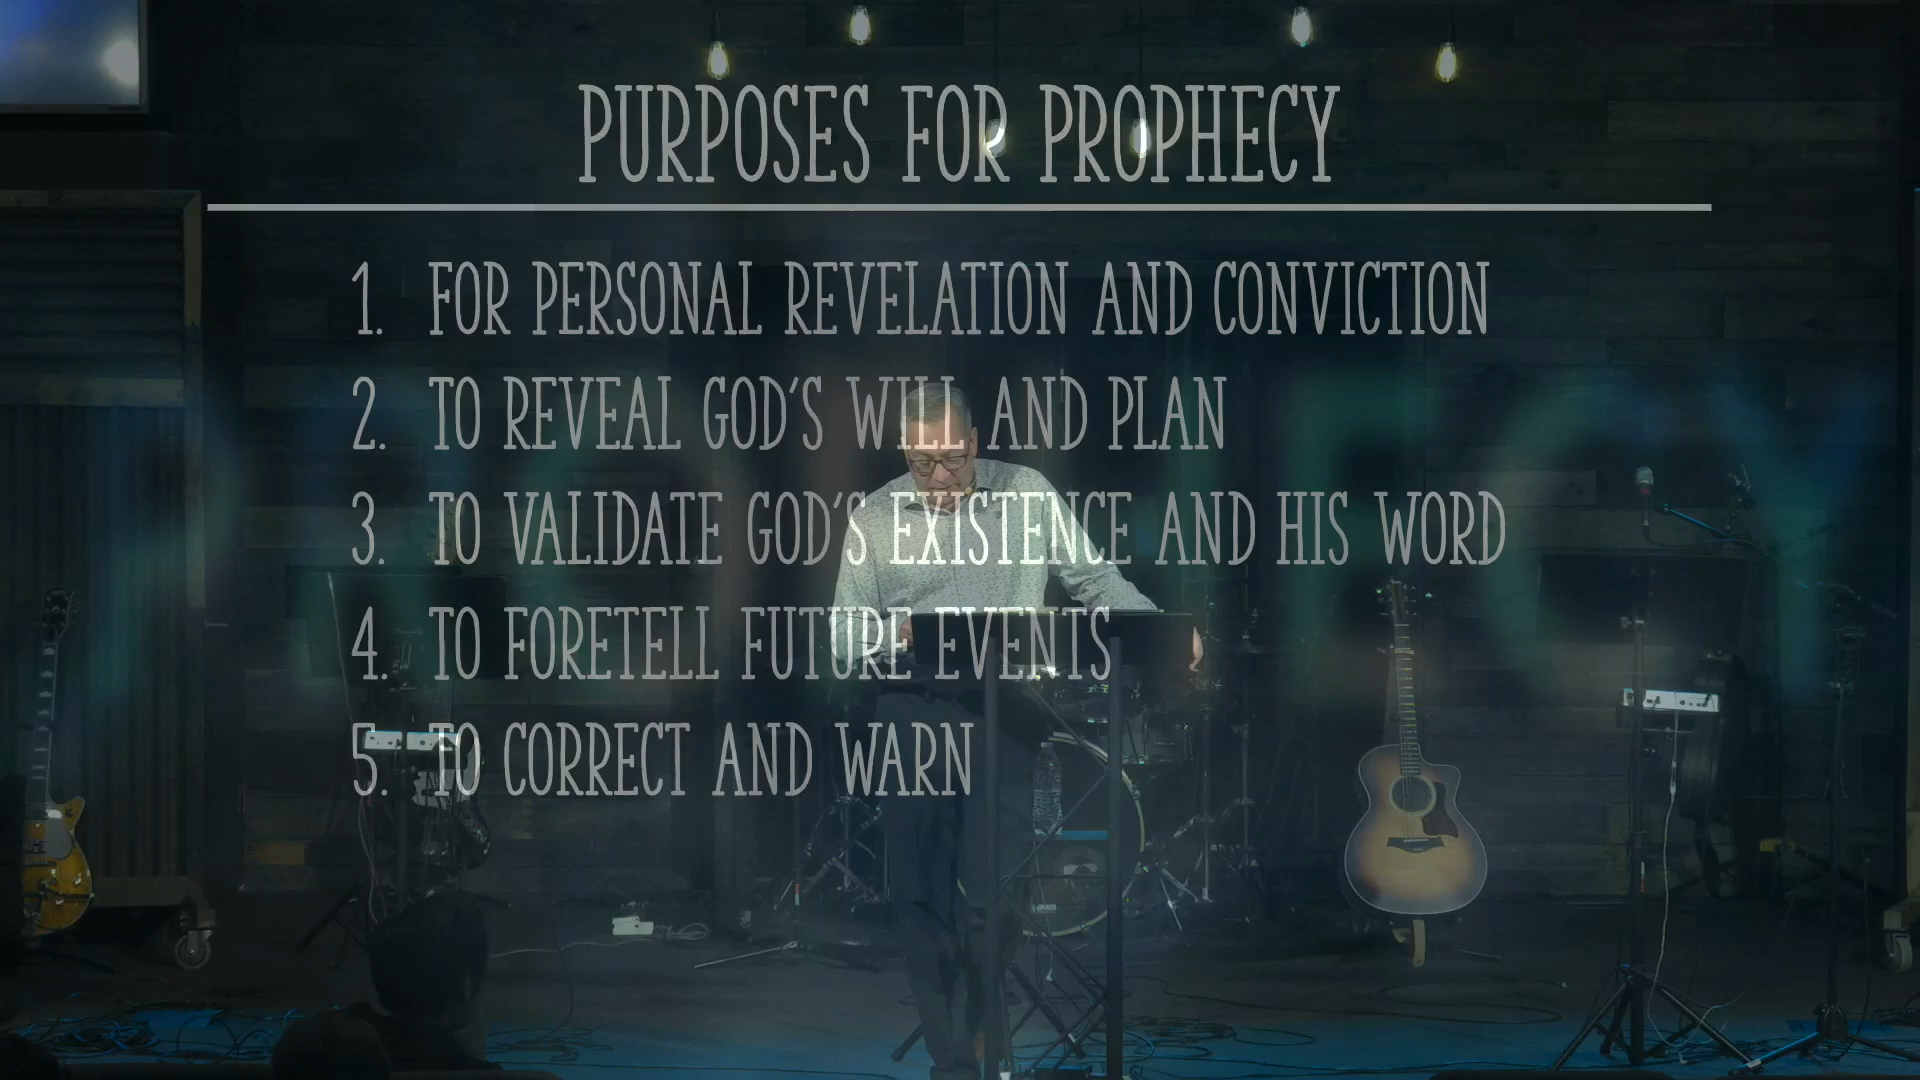 PURPOSES FOR PROPHECY
1. FOR PERSONAL REVELATION AND CONVICTION
2. TO REVEAL GOD'S WILL AND PLAN
3. TO VALIDATE GOD'S EXISTENCE AND HIS WORD
4. TO FORETELL FUTURE EVENTS
5. TO CORRECT AND WARN